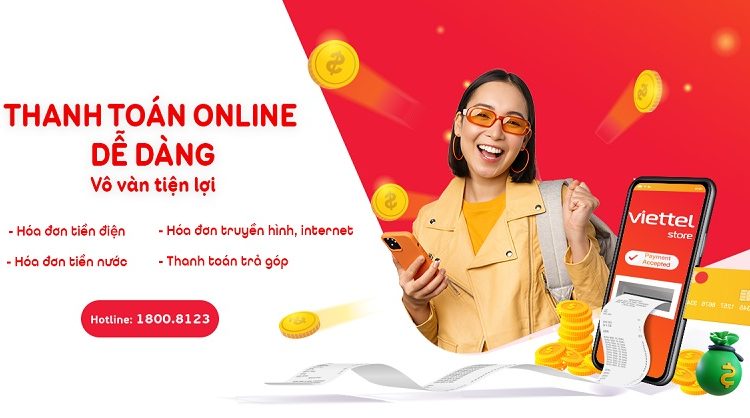 THANH TOÁN ONLINE
DỄ DÀNG
Vô vàn tiện lợi
- Hóa đơn tiền điện
- Hóa đơn truyền hình, internet
- Hóa đơn tiền nước
- Thanh toán trả góp
Hotline: 1800.8123
viettel
store
Payment
Accepted